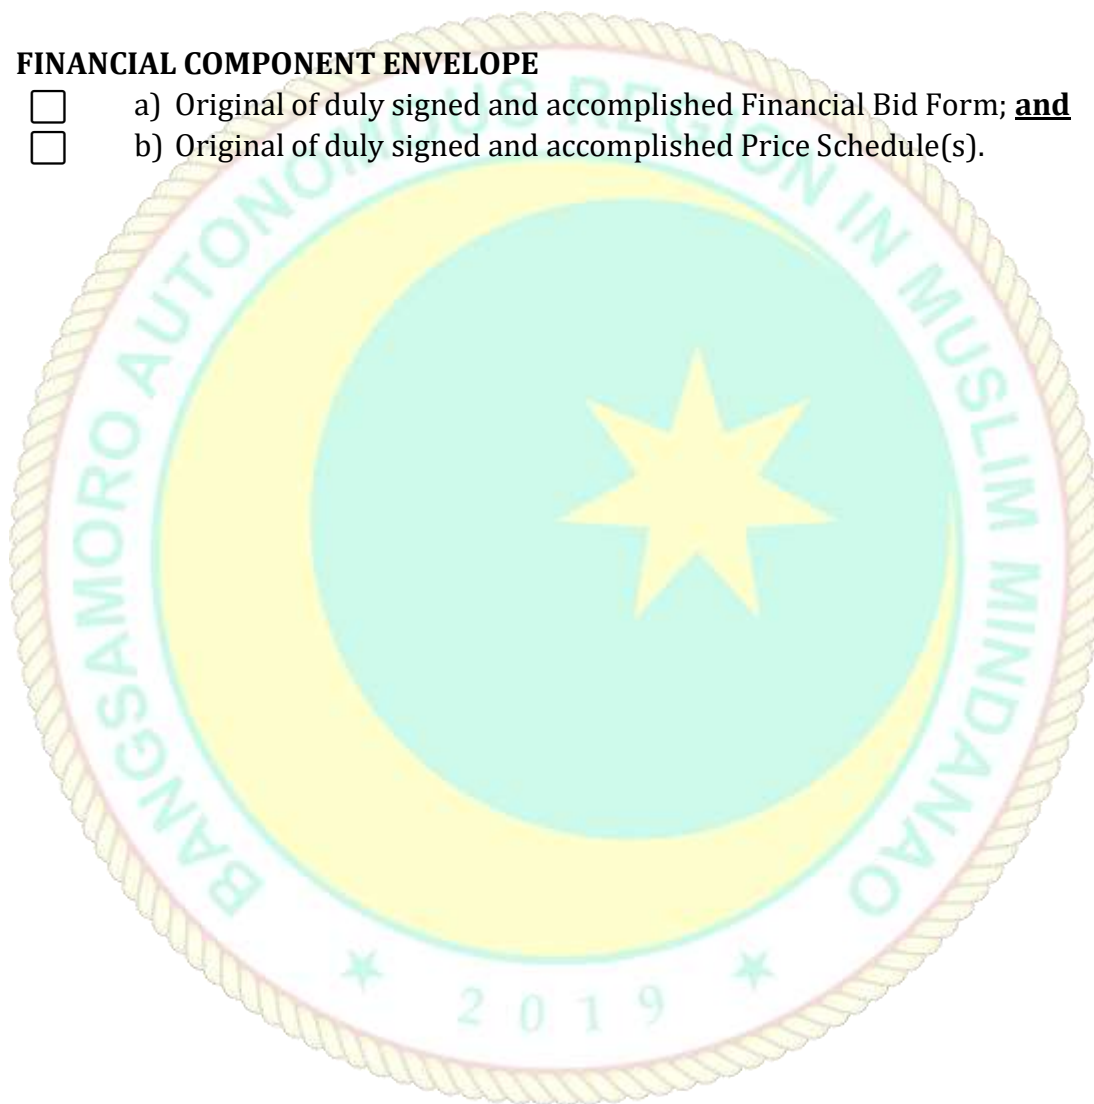 FINANCIAL COMPONENT ENVELOPE
a) Original of duly signed and accomplished Financial Bid Form; and
b) Original of duly signed and accomplished Price Schedule(s).
BANGSAMORO AUTONOMOUS REGION IN MUSLIM MINDANAO
2019